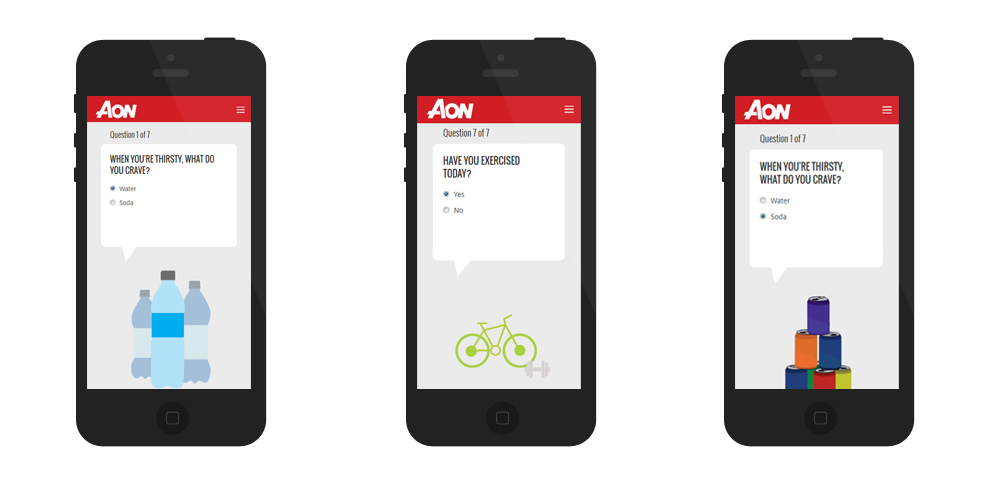 AON
Question 1 of 7
WHEN YOU'RE THIRSTY, WHAT DO
YOU CRAVE?
Water
Soda
AON
Question 7 of 7
HAVE YOU EXERCISED
TODAY?
Yes
No
AON
Question 1 of 7
WHEN YOU'RE THIRSTY,
WHAT DO YOU CRAVE?
Water
Soda